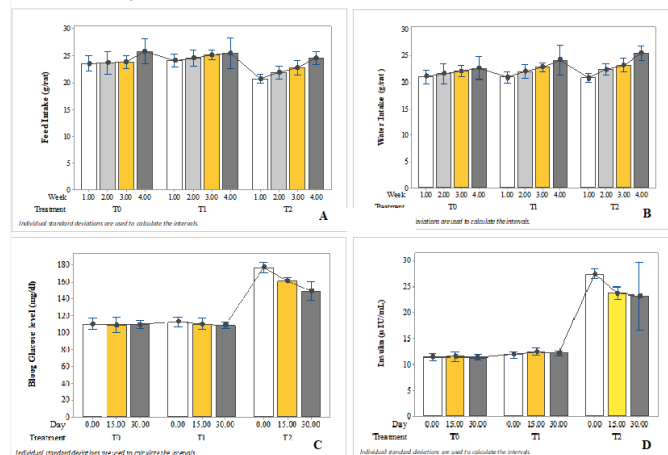 Feed Intake (g/rat)
30
25
20
15
10
5
0
Week 1.00 2.00 3.00 4.00 1.00 2.00 3.00 4.00 1.00 2.00 3.00 4.00
Treatment T0 T1 T2
A
Individual standard deviations are used to calculate the intervals.
Water Intake (g/rat)
30
25
20
15
10
5
0
Week 1.00 2.00 3.00 4.00 1.00 2.00 3.00 4.00 1.00 2.00 3.00 4.00
T0 T1 T2
B
are used to calculate the intervals.
Bloog Glucose level (mg/dl)
180
160
140
120
100
80
60
40
20
0
Day 0.00 15.00 30.00 0.00 15.00 30.00 0.00 15.00 30.00
Treatment T0 T1 T2
C
Individual standard deviations are used to calculate the intervals.
Insulin (u IU/mL)
30
25
20
15
10
5
0
Day 0.00 15.00 30.00 0.00 15.00 30.00 0.00 15.00 30.00
Treatment T0 T1 T2
D
Individual standard deviations are used to calculate the intervals.